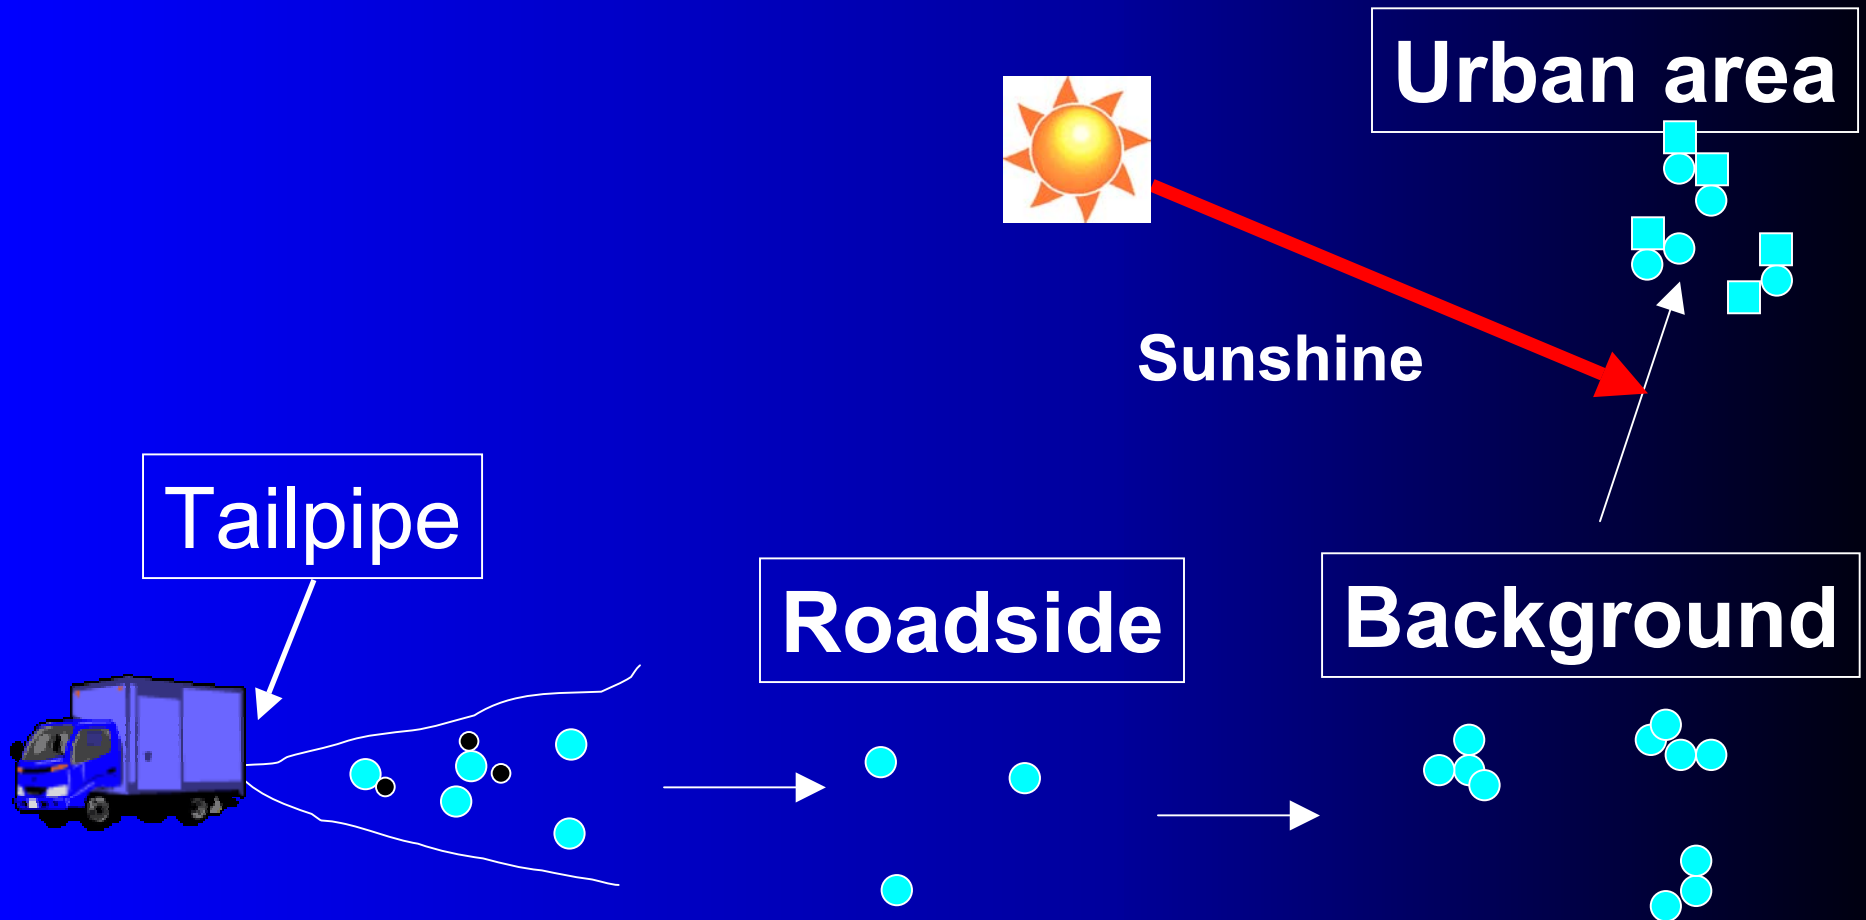 Urban area
Sunshine
Tailpipe
Roadside
Background